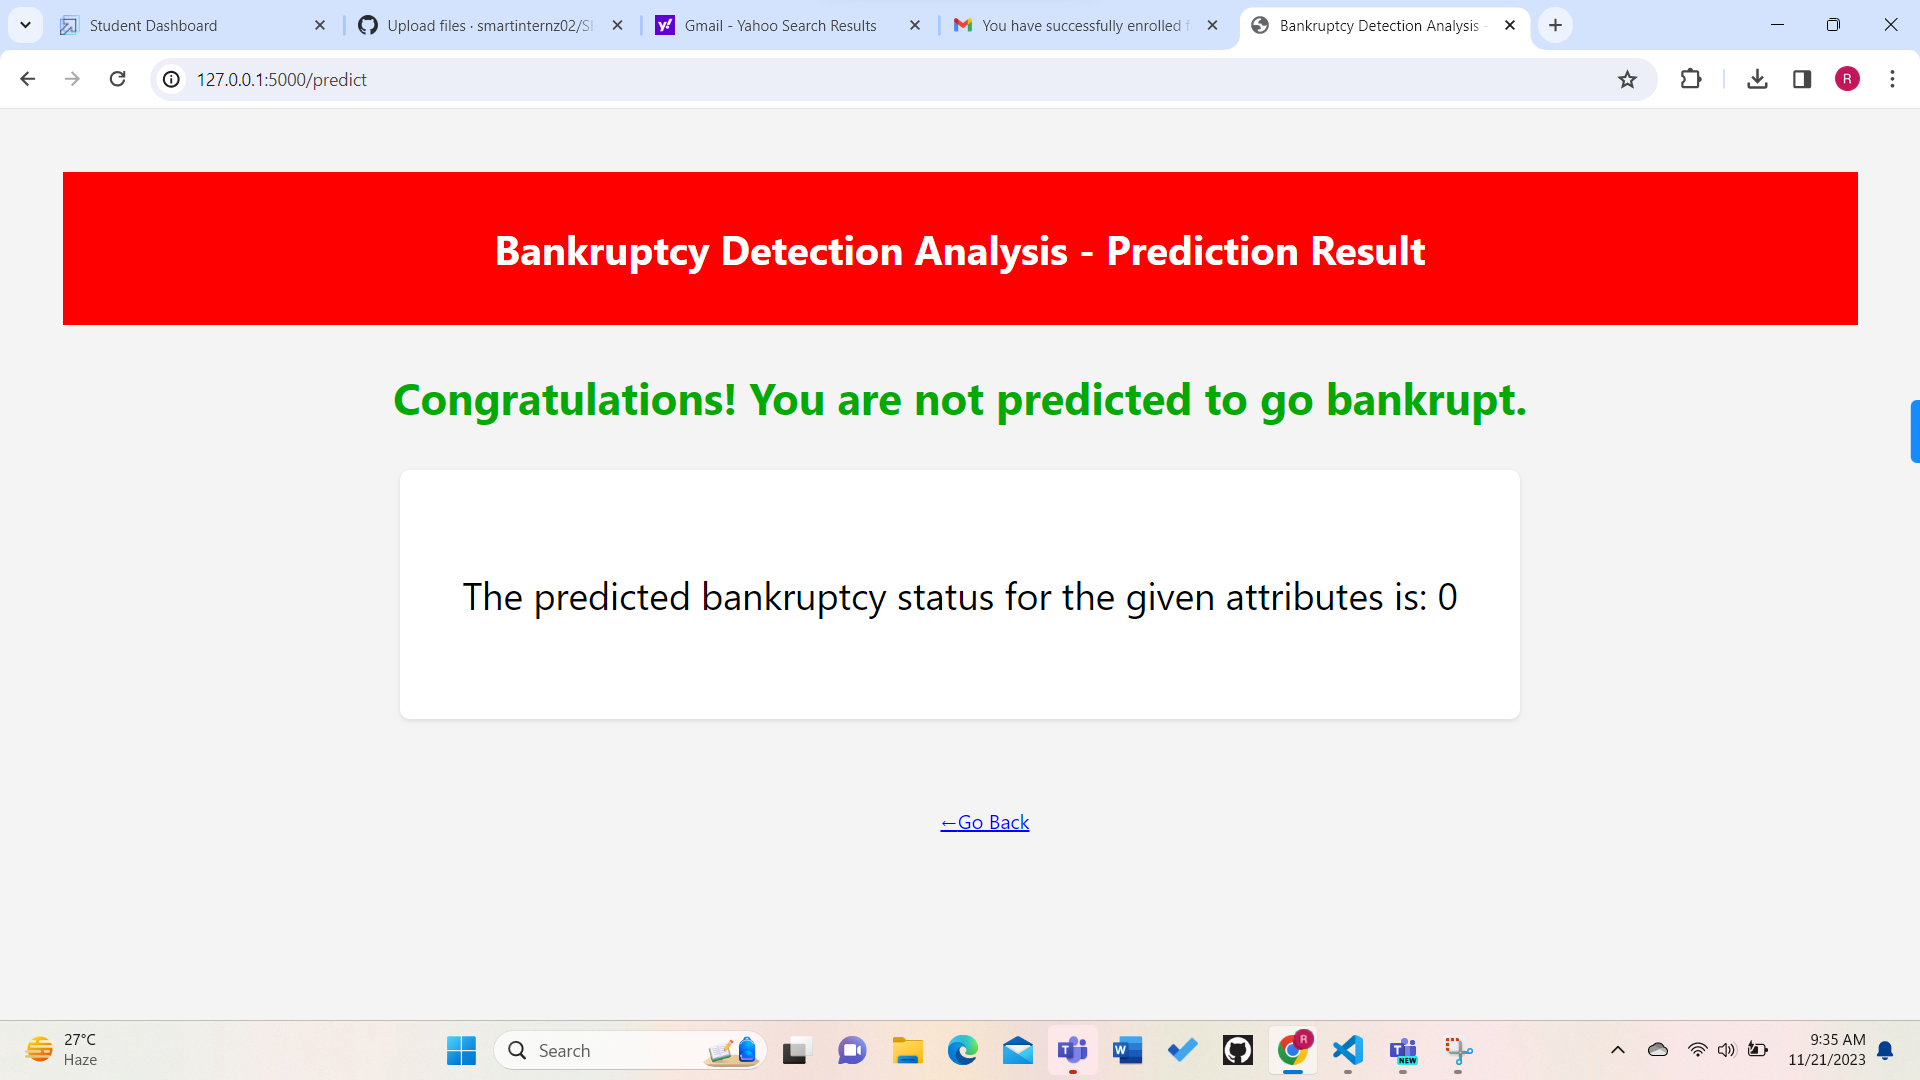 Student Dashboard
Upload files · smartinternz02/SI
Gmail - Yahoo Search Results
You have successfully enrolled f
Bankruptcy Detection Analysis -
127.0.0.1:5000/predict
R
Bankruptcy Detection Analysis - Prediction Result
Congratulations! You are not predicted to go bankrupt.
The predicted bankruptcy status for the given attributes is: 0
←Go Back
27°C
Haze
Search
R
NEW
9:35 AM
11/21/2023